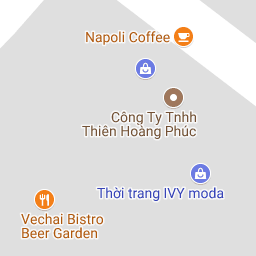 Napoli Coffee
Công Ty Tnhh
Thiên Hoàng Phúc
Thời trang IVY moda
Vechai Bistro
Beer Garden